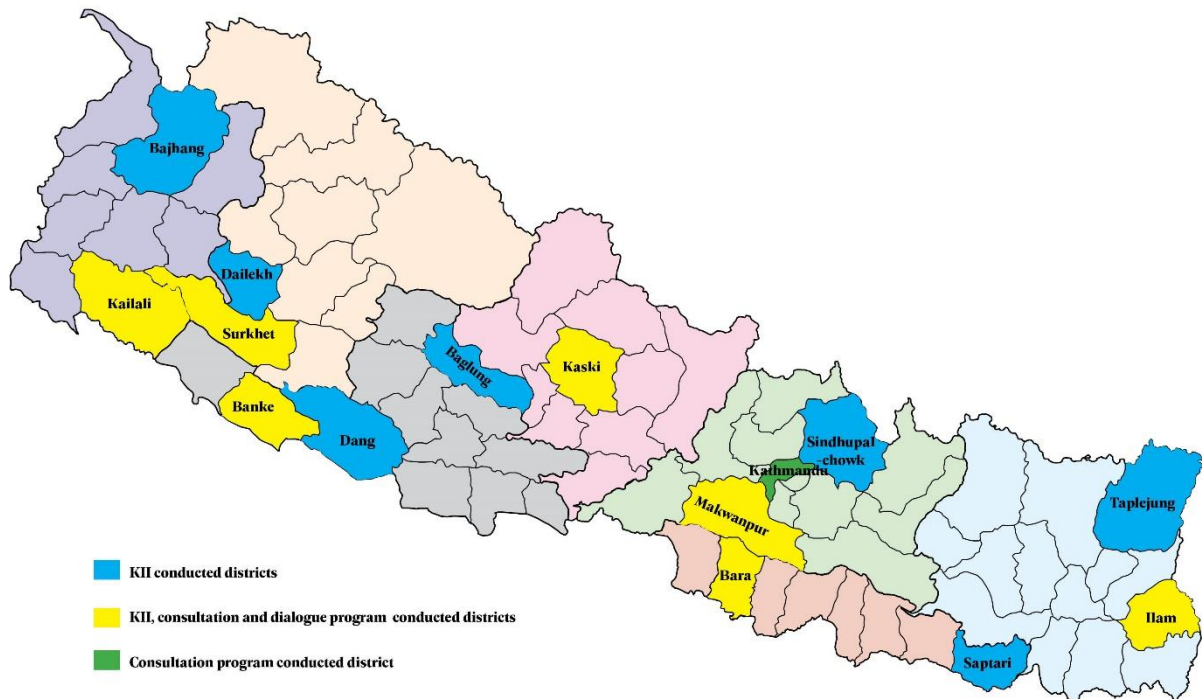 Bajhang
Dailekh
Kailali
Surkhet
Baglung
Kaski
Banke
Dang
Sindhupal
-chowk
Kathmandu
Taplejung
Makwanpur
Bara
Ilam
Saptari
KII conducted districts
KII, consultation and dialogue program conducted districts
Consultation program conducted district